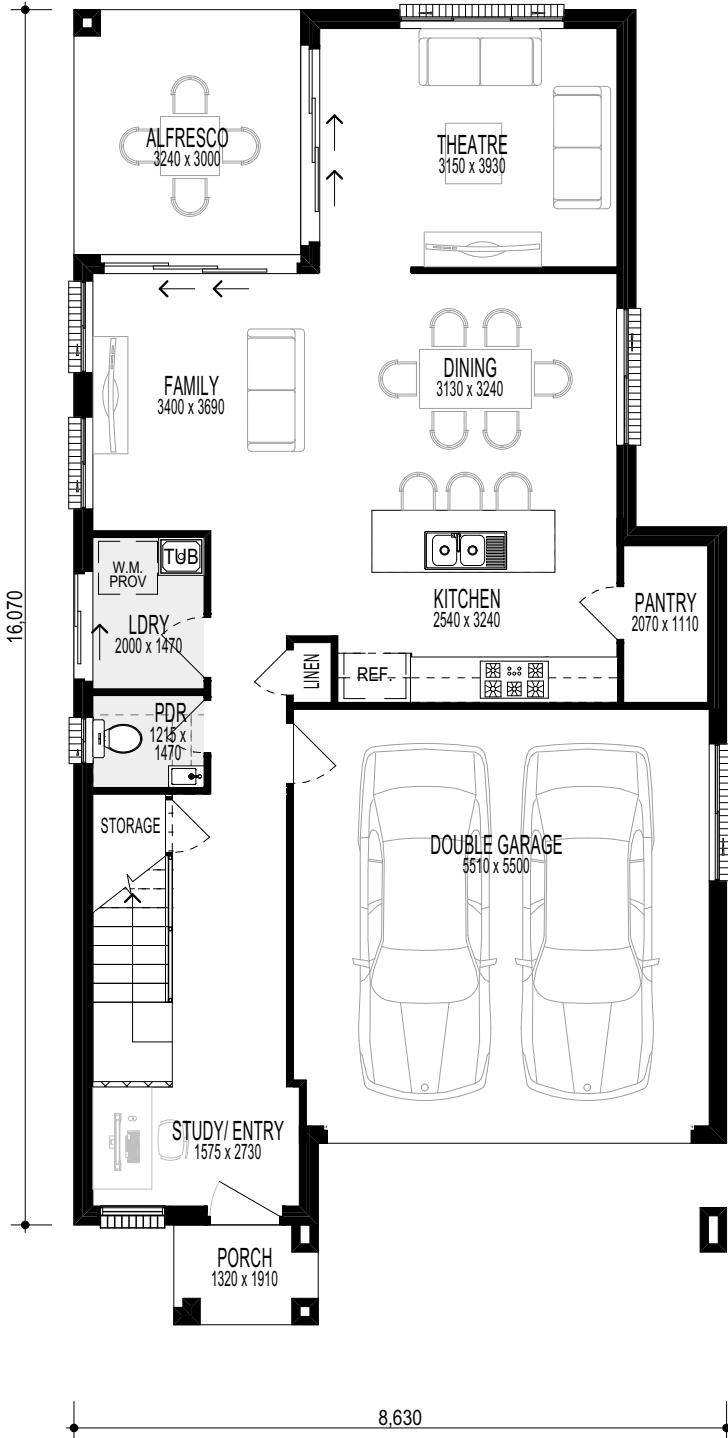 ALFRESCO
3240 x 3000
THEATRE
3150 x 3930
FAMILY
3400 x 3690
DINING
3130 x 3240
W.M.
PROV
TUB
LDRY
2000 x 1470
KITCHEN
2540 x 3240
PANTRY
2070 x 1110
LINEN
REF.
PDR
1215 x
1470
STORAGE
DOUBLE GARAGE
5510 x 5500
STUDY/ ENTRY
1575 x 2730
PORCH
1320 x 1910
16,070
8,630